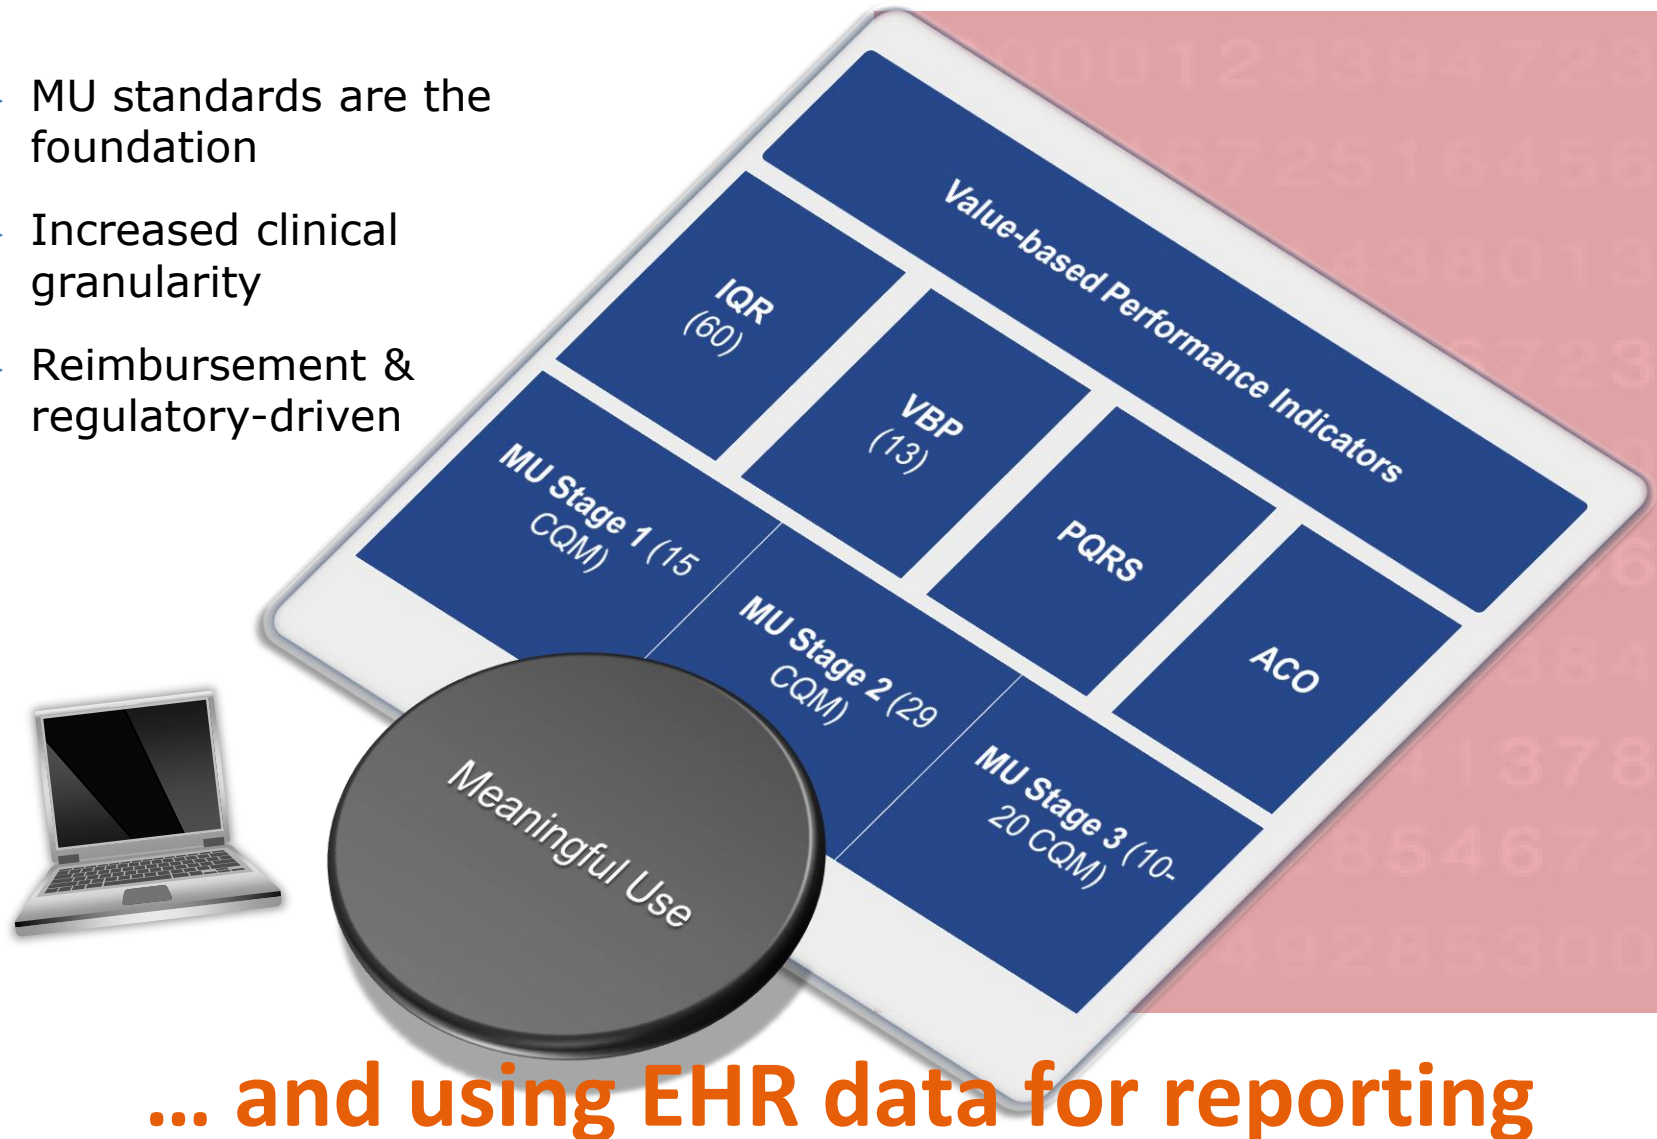 MU standards are the
foundation
Increased clinical
granularity
Reimbursement &
regulatory-driven
Value-based Performance Indicators
IQR
(60)
VBP
(13)
PQRS
ACO
MU Stage 1 (15
CQM)
MU Stage 2 (29
CQM)
MU Stage 3 (10-
20 CQM)
Meaningful Use
... and using EHR data for reporting